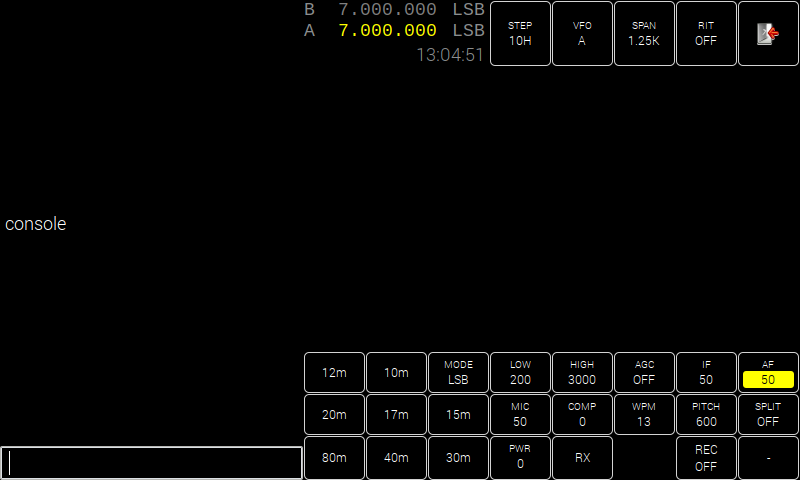 B 7.000.000 LSB
A 7.000.000 LSB
13:04:51
STEP
10H
VFO
A
SPAN
1.25K
RIT
OFF
console
12m
10m
MODE
LSB
LOW
200
HIGH
3000
AGC
OFF
IF
50
AF
50
20m
17m
15m
MIC
50
COMP
0
WPM
13
PITCH
600
SPLIT
OFF
80m
40m
30m
PWR
0
RX
REC
OFF
-